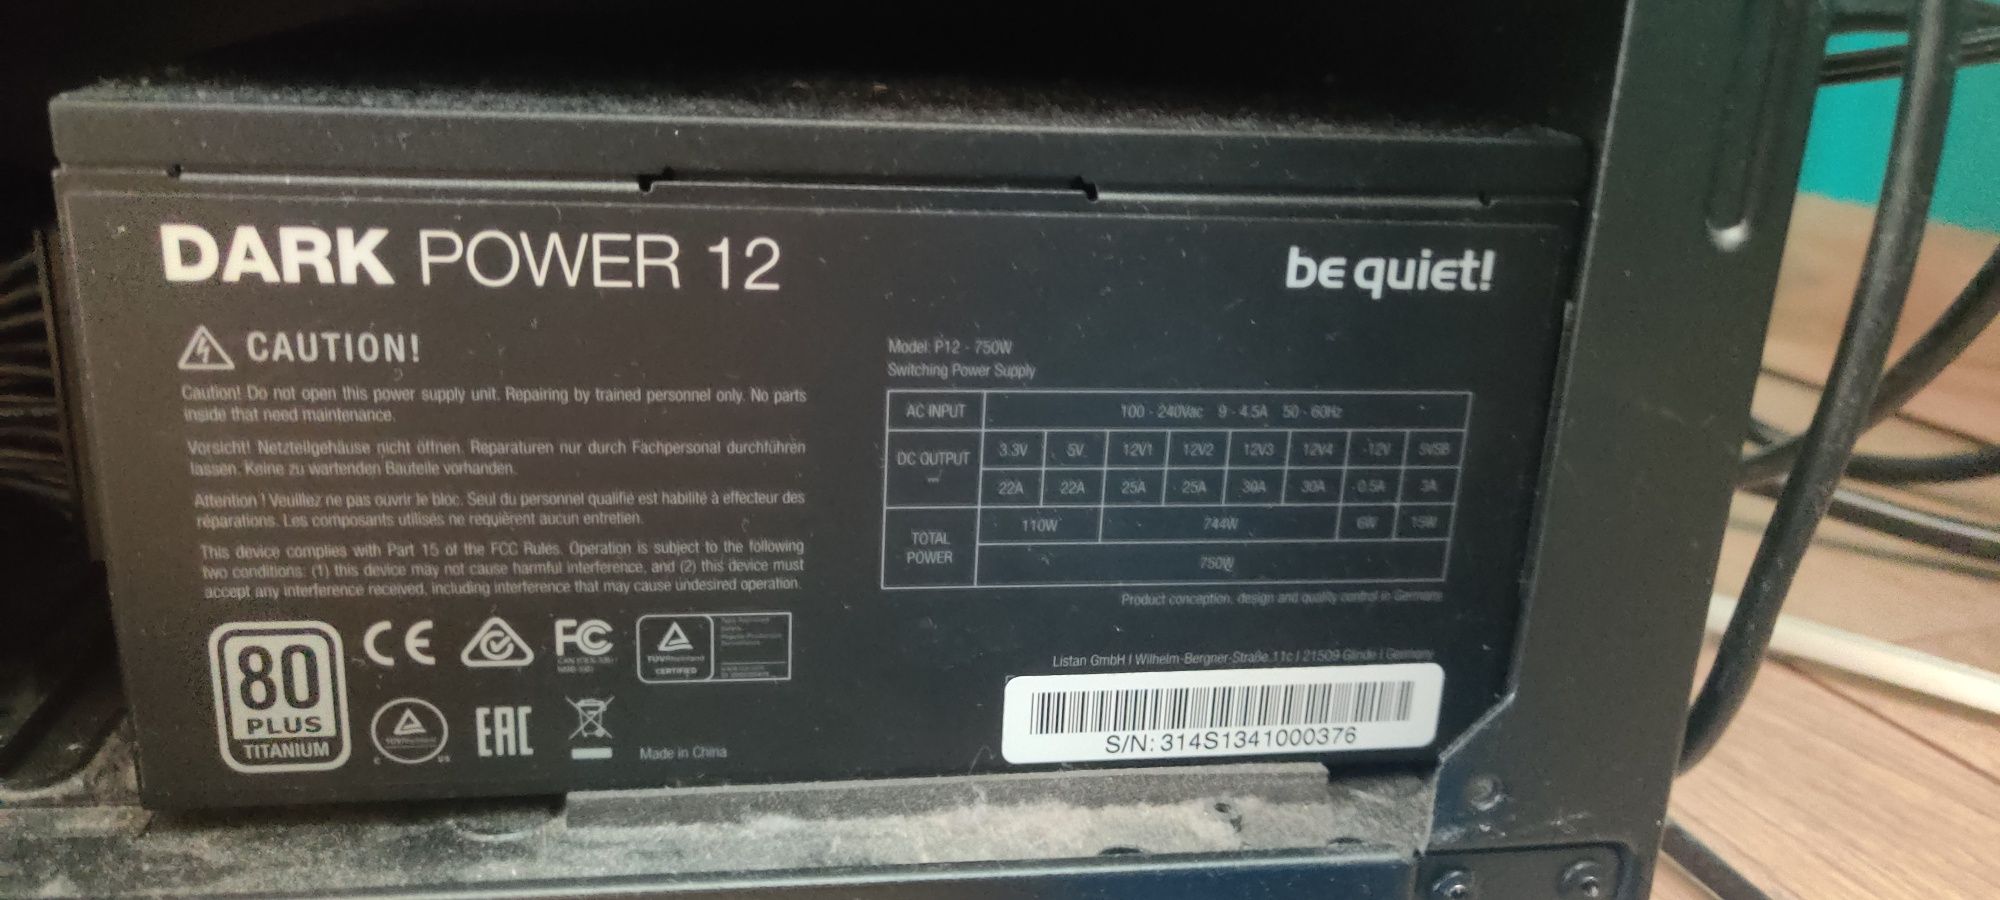 DARK POWER 12
be quiet!
CAUTION!
Caution! Do not open this power supply unit. Repairing by trained personnel only. No parts
inside that need maintenance.
Vorsicht! Netzteilgehäuse nicht öffnen. Reparaturen nur durch Fachpersonal durchführen
lassen. Keine zu wartenden Bauteile vorhanden.
Attention ! Veuillez ne pas ouvrir le bloc. Seul du personnel qualifié est habilité à effecteur des
réparations. Les composants utilisés ne requièrent aucun entretien.
This device complies with Part 15 of the FCC Rules. Operation is subject to the following
two conditions: (1) this device may not cause harmful interference, and (2) this device must
accept any interference received, including interference that may cause undesired operation.
Model: P12 - 750W
Switching Power Supply
AC INPUT 100 - 240Vac 9 - 4.5A 50 - 60Hz
DC OUTPUT 3.3V 5V 12V1 12V2 12V3 12V4 -12V 5VSB
22A 22A 25A 25A 30A 30A 0.5A 3A
TOTAL POWER 110W 744W 6W 15W
750W
Product conception, design and quality control in Germany
Listan GmbH I Wilhelm-Bergner-Straße 11c I 21509 Glinde I Germany
S/N: 314S1341000376
80
PLUS
TITANIUM
CE
FC
TÜVRheinland
CERTIFIED
TÜVRheinland
C US
EAC
Made in China